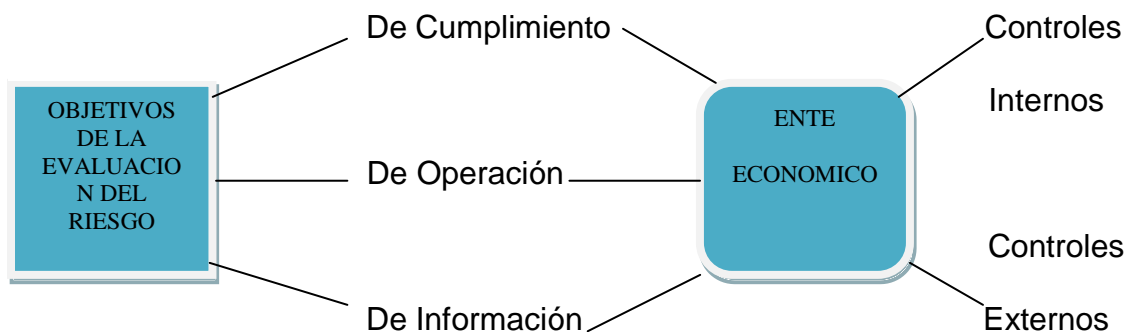 OBJETIVOS
DE LA
EVALUACIO
N DEL
RIESGO
De Cumplimiento
De Operación
De Información
ENTE
ECONOMICO
Controles
Internos
Controles
Externos